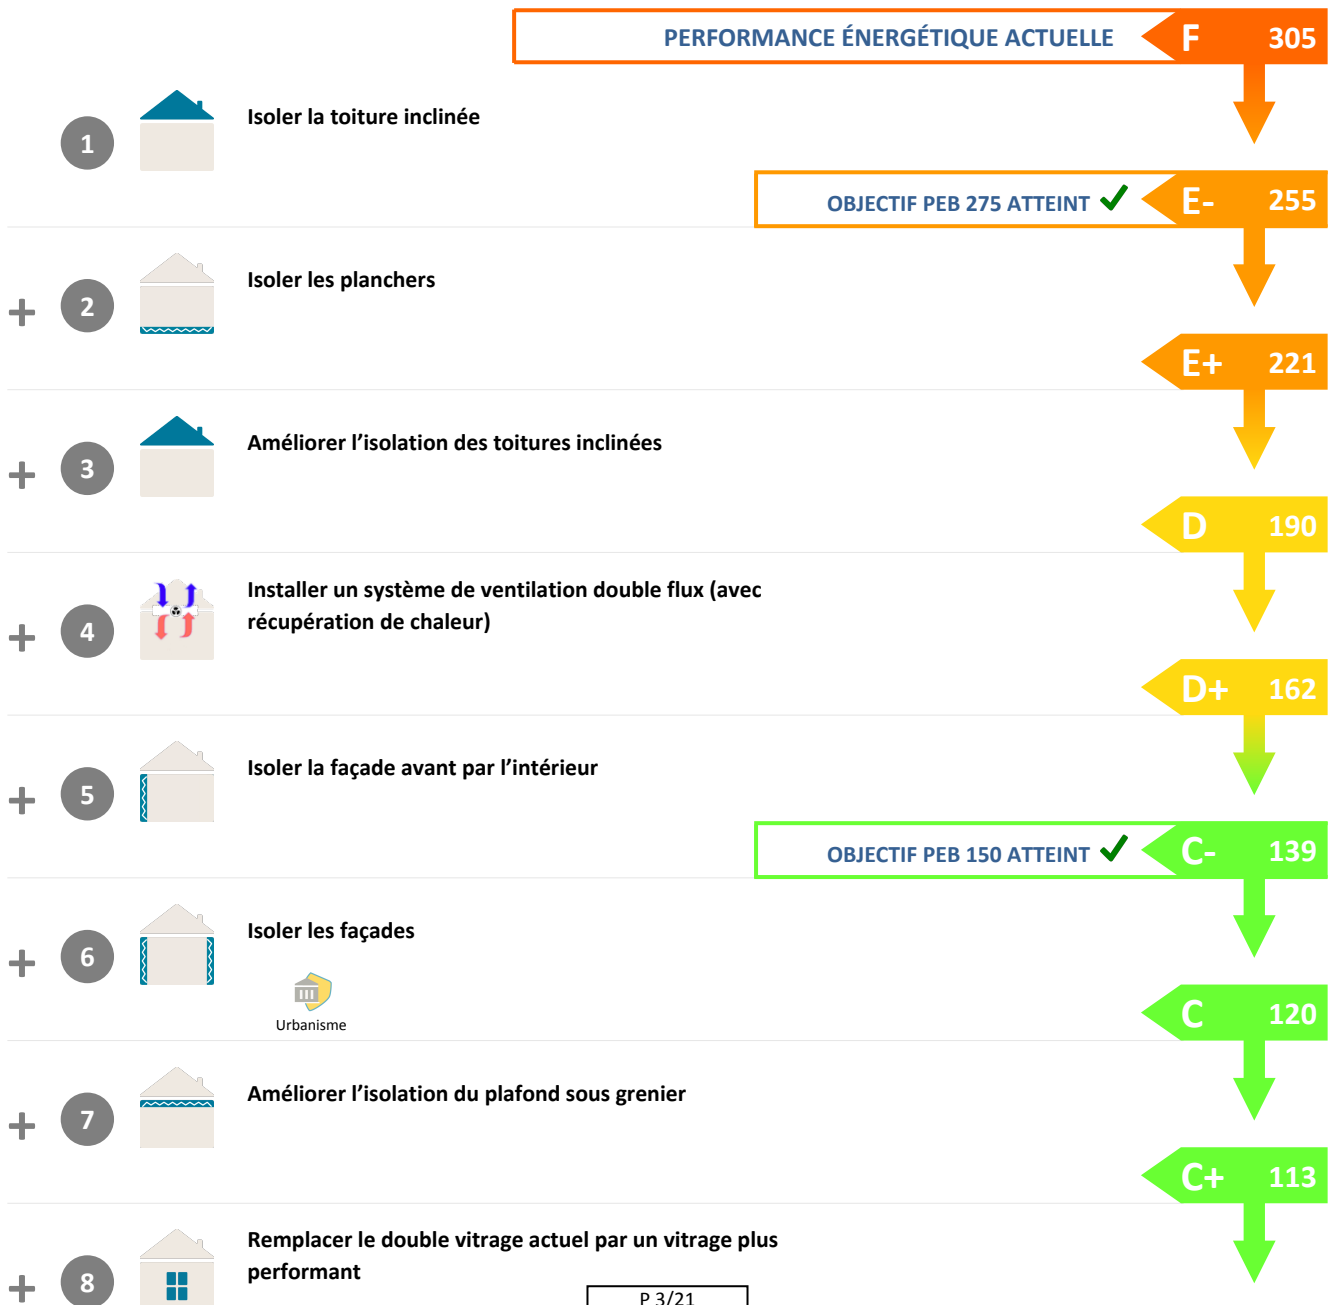 PERFORMANCE ÉNERGÉTIQUE ACTUELLE F 305
1 Isoler la toiture inclinée
OBJECTIF PEB 275 ATTEINT E- 255
+ 2 Isoler les planchers
E+ 221
+ 3 Améliorer l’isolation des toitures inclinées
D 190
+ 4 Installer un système de ventilation double flux (avec
récupération de chaleur)
D+ 162
+ 5 Isoler la façade avant par l’intérieur
OBJECTIF PEB 150 ATTEINT C- 139
+ 6 Isoler les façades
Urbanisme
C 120
+ 7 Améliorer l’isolation du plafond sous grenier
C+ 113
+ 8 Remplacer le double vitrage actuel par un vitrage plus
performant
P 3/21